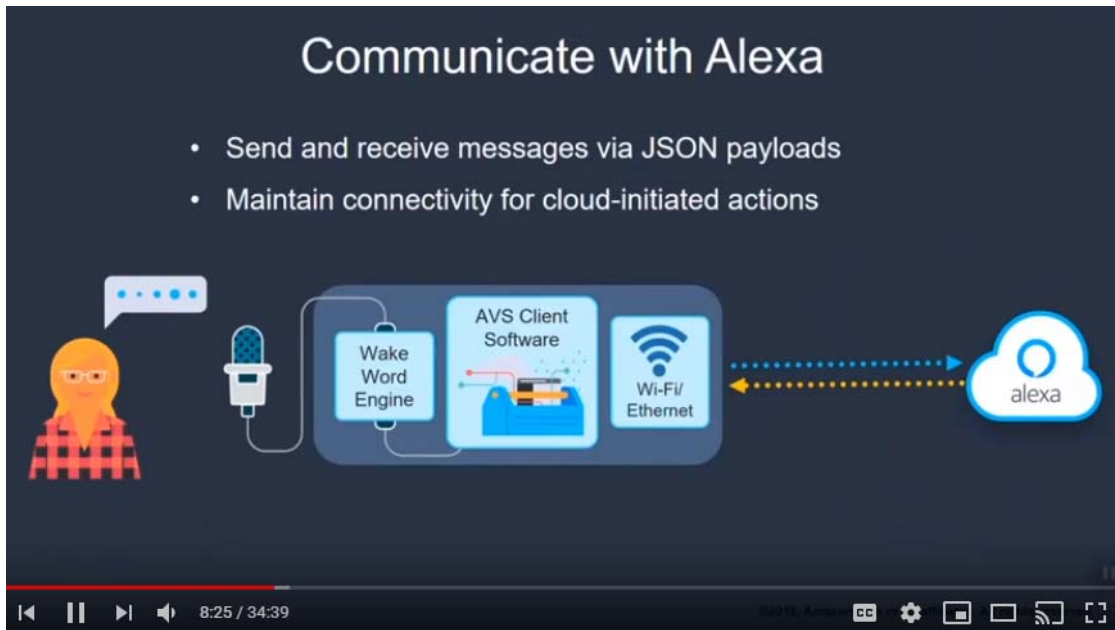 Communicate with Alexa
• Send and receive messages via JSON payloads
• Maintain connectivity for cloud-initiated actions
Wake
Word
Engine
AVS Client
Software
Wi-Fi/
Ethernet
alexa
8:25 / 34:39
CC